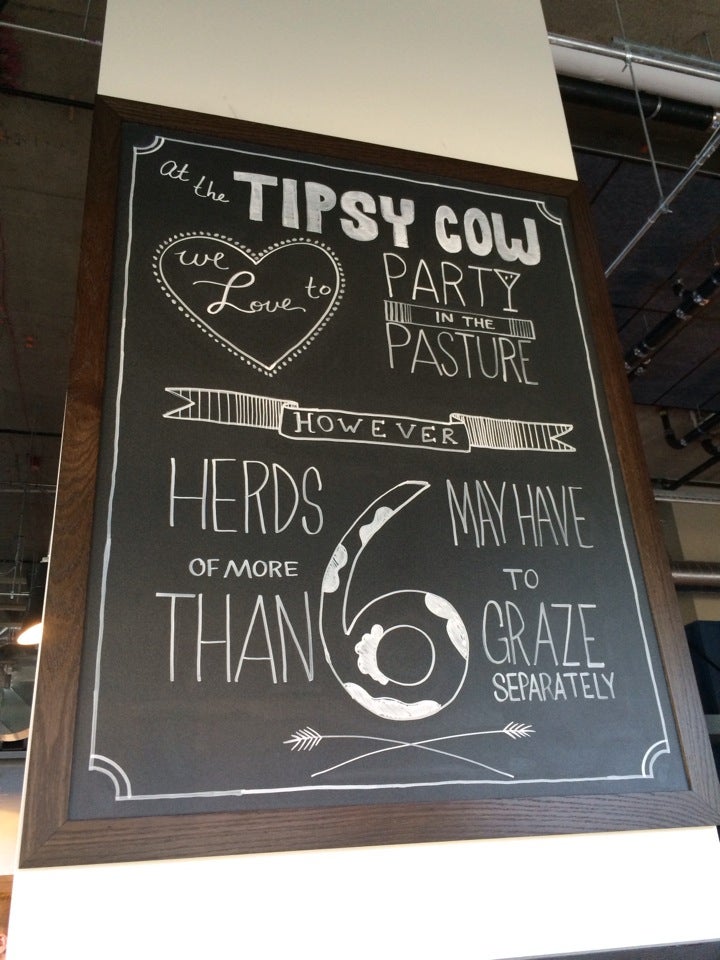 at the TIPSY COW
we Love to
PARTY
IN THE
PASTURE
HOWEVER
HERDS
OF MORE
THAN 6
MAY HAVE
TO
GRAZE
SEPARATELY